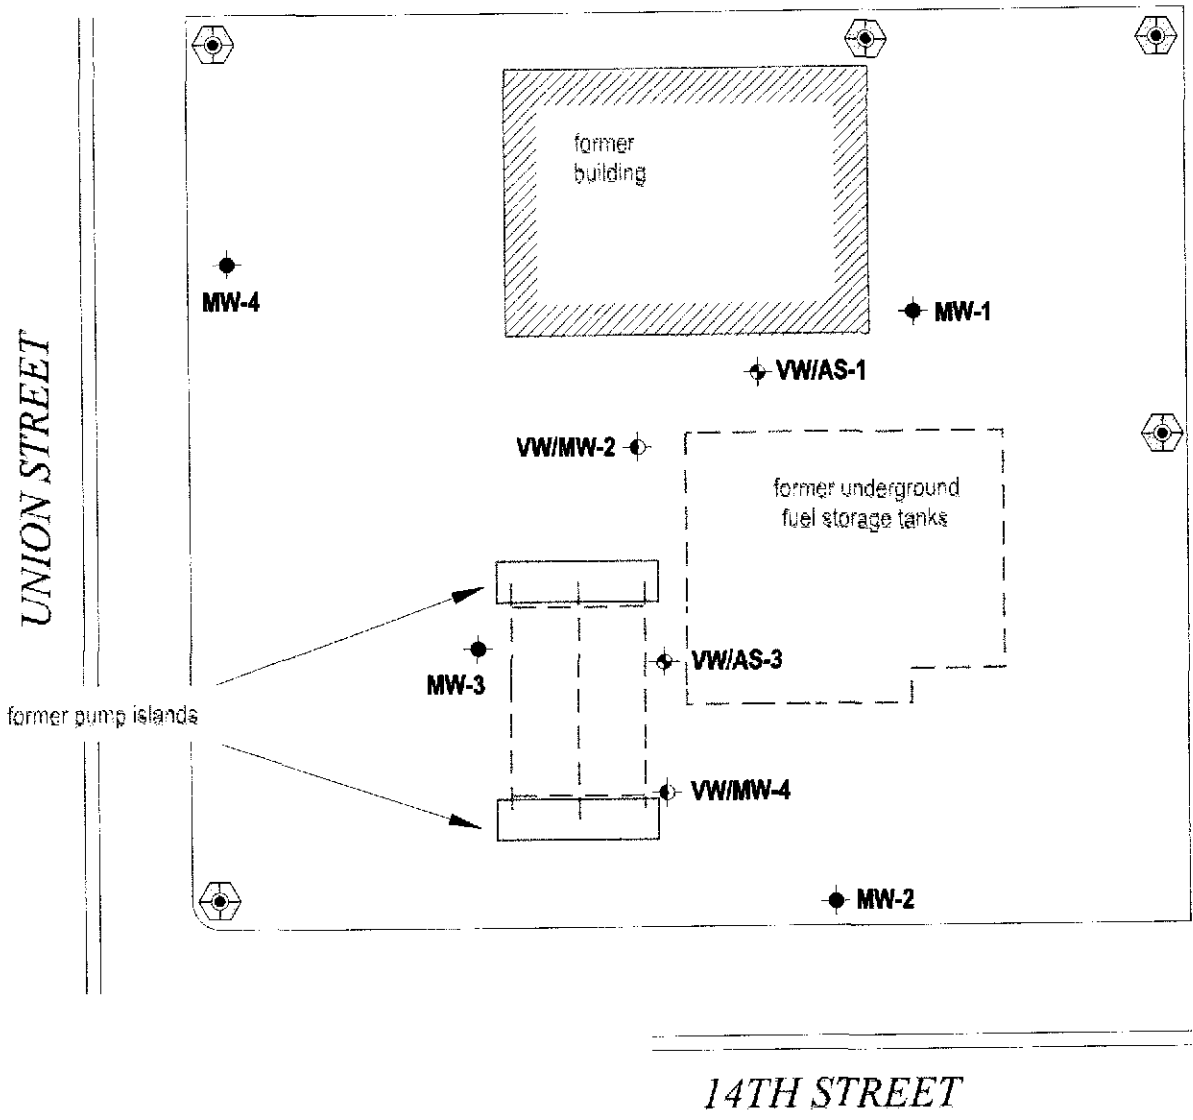 former
building
MW-4
MW-1
VW/AS-1
UNION STREET
VW/MW-2
former underground
fuel storage tanks
VW/AS-3
MW-3
former pump islands
VW/MW-4
MW-2
14TH STREET